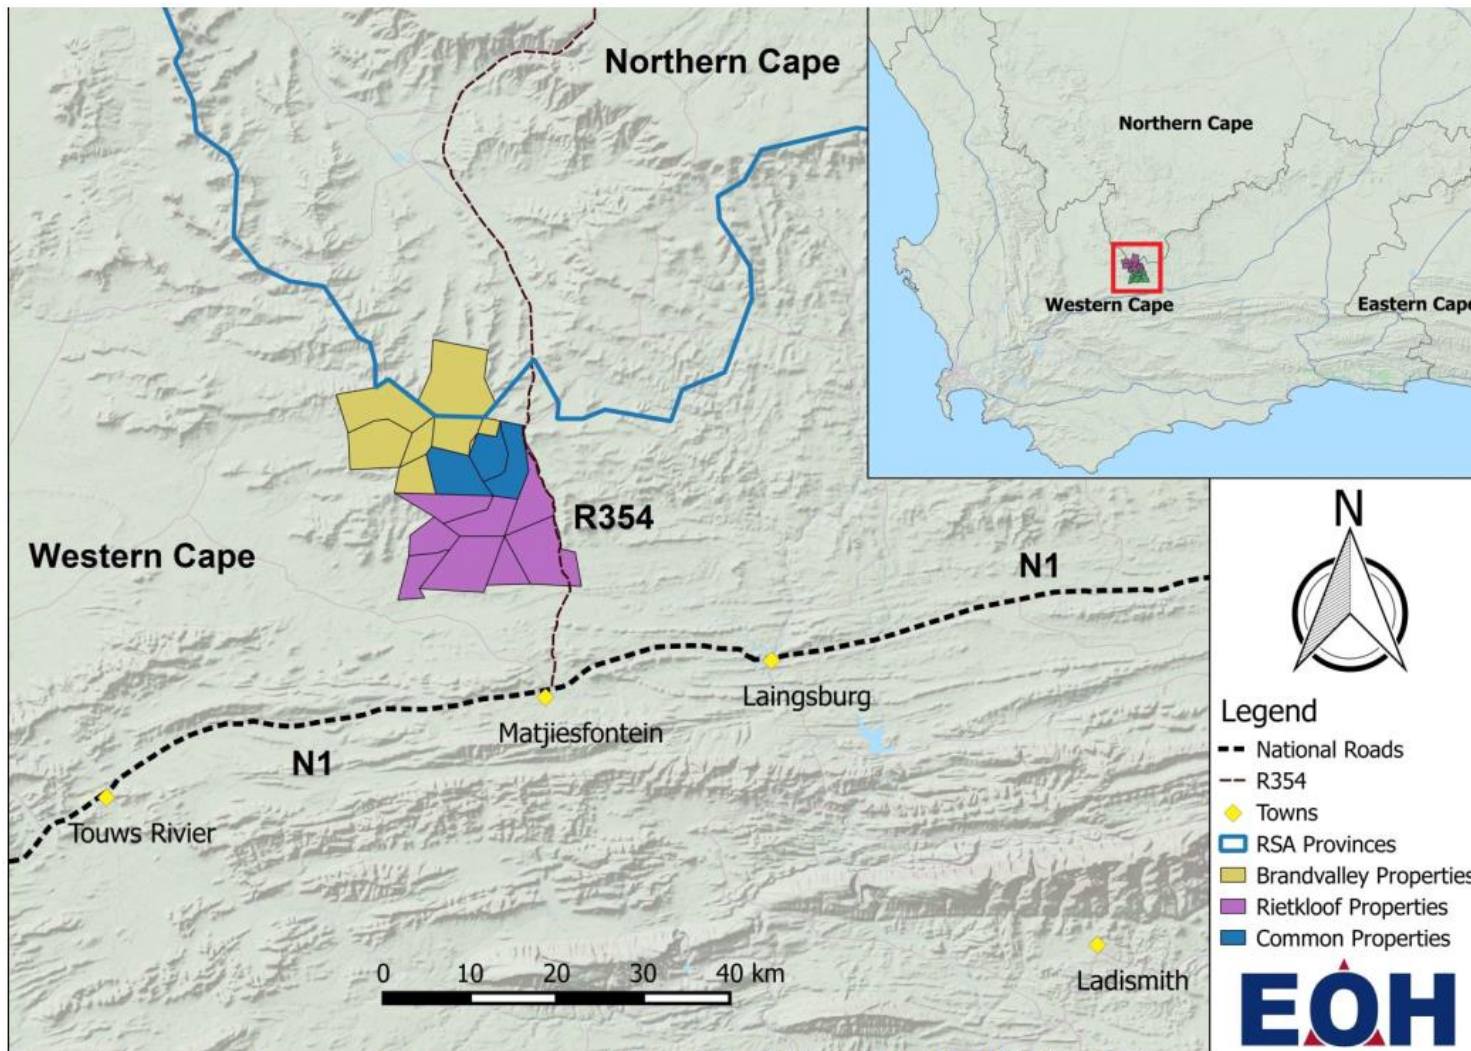 Northern Cape
Northern Cape
Western Cape
Eastern Cape
R354
Western Cape
N1
Laingsburg
Matjiesfontein
N1
Touws Rivier
Ladismith
0 10 20 30 40 km
N
Legend
National Roads
R354
Towns
RSA Provinces
Brandvalley Properties
Rietkloof Properties
Common Properties
EOH